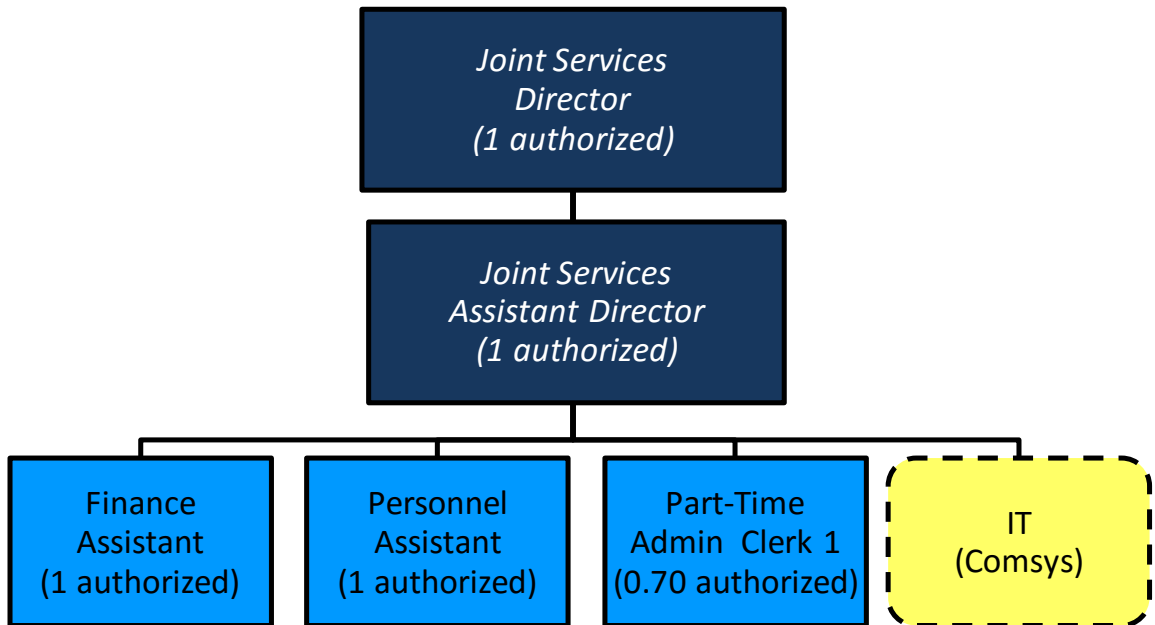 Joint Services
Director
(1 authorized)
Joint Services
Assistant Director
(1 authorized)
Finance
Assistant
(1 authorized)
Personnel
Assistant
(1 authorized)
Part-Time
Admin Clerk 1
(0.70 authorized)
IT
(Comsys)